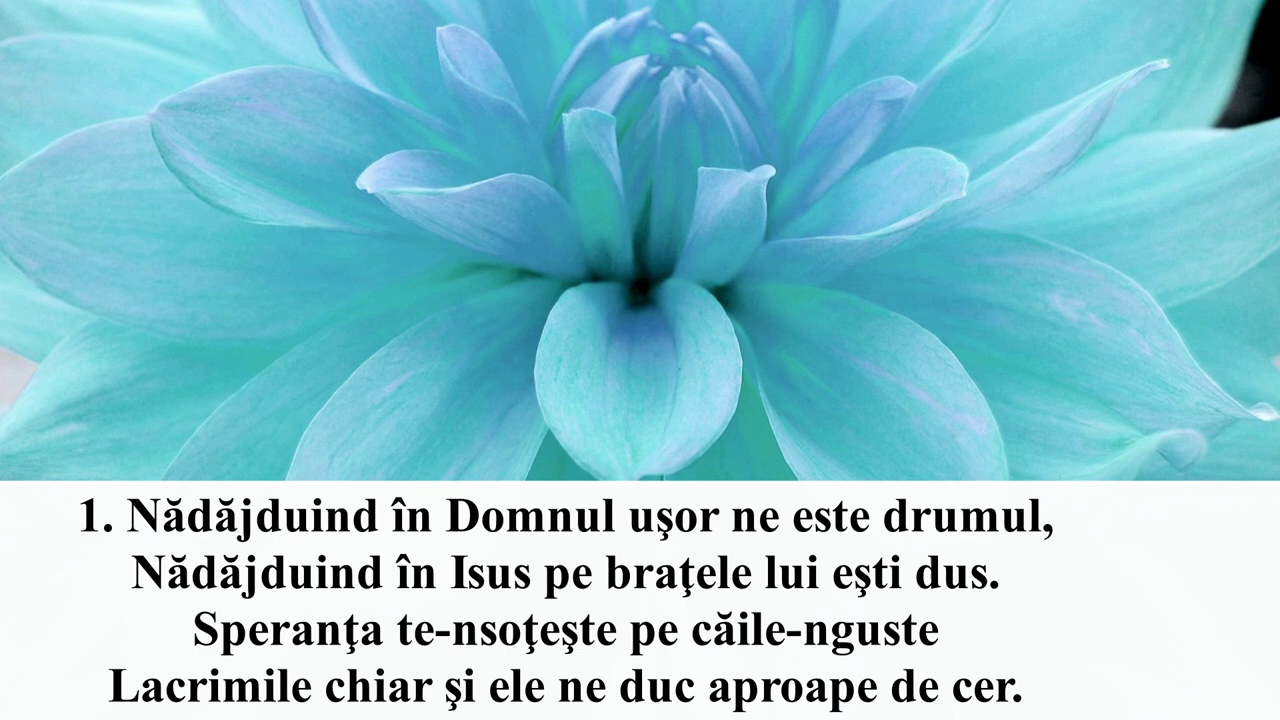 1. Nădăjduind în Domnul uşor ne este drumul,
Nădăjduind în Isus pe braţele lui eşti dus.
Speranţa te-nsoţeşte pe căile-nguste
Lacrimile chiar şi ele ne duc aproape de cer.